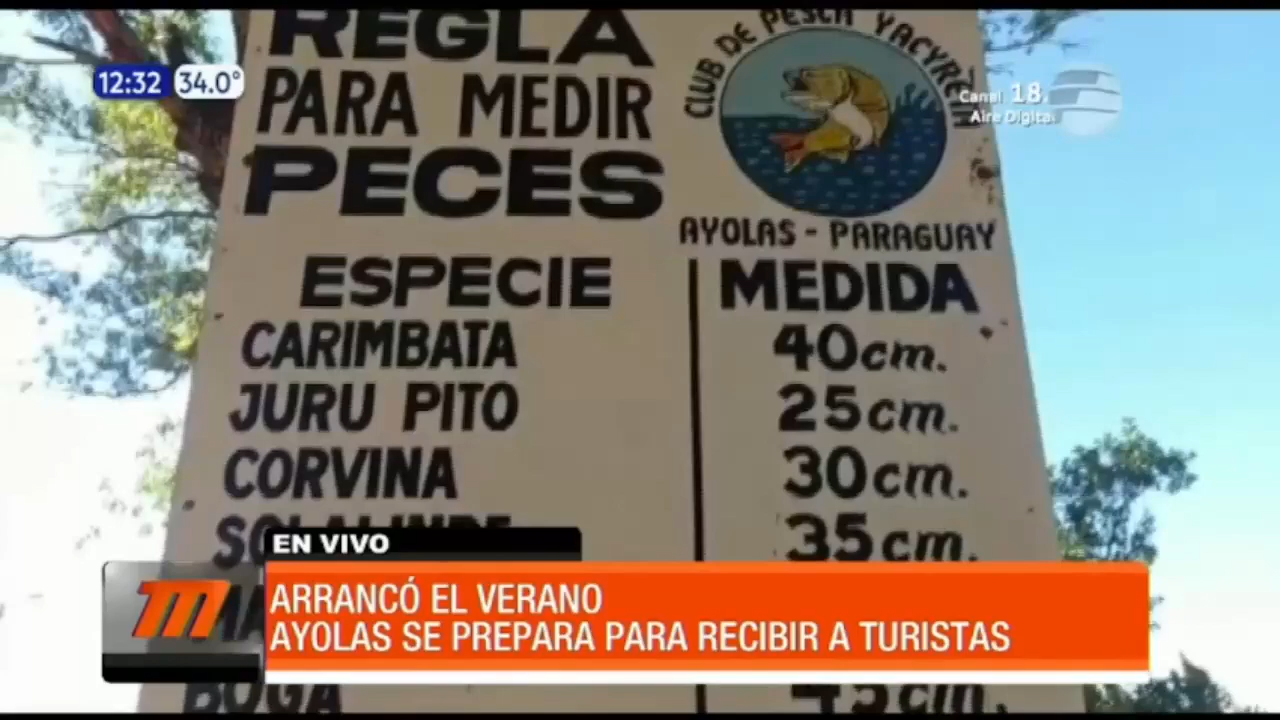 REGLA
PARA MEDIR
PECES
CLUB DE PESCA YACYRETA
AYOLAS - PARAGUAY
12:32 34.0°
Canal 18.
Aire Digital
ESPECIE MEDIDA
CARIMBATA 40cm.
JURU PITO 25cm.
CORVINA 30cm.
35cm.
EN VIVO
ARRANCÓ EL VERANO
AYOLAS SE PREPARA PARA RECIBIR A TURISTAS
BOGA 45cm.